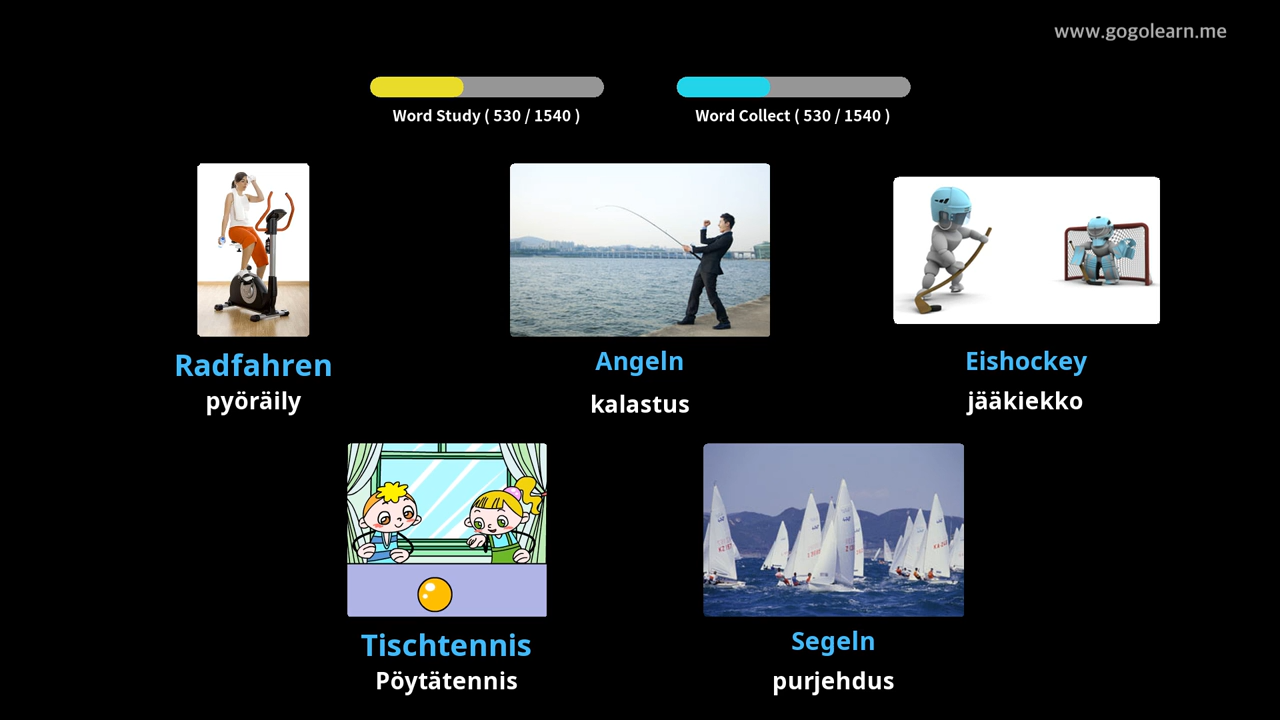 www.gogolearn.me
Word Study ( 530 / 1540 )
Word Collect ( 530 / 1540 )
Radfahren
pyöräily
Angeln
kalastus
Eishockey
jääkiekko
Tischtennis
Pöytätennis
Segeln
purjehdus